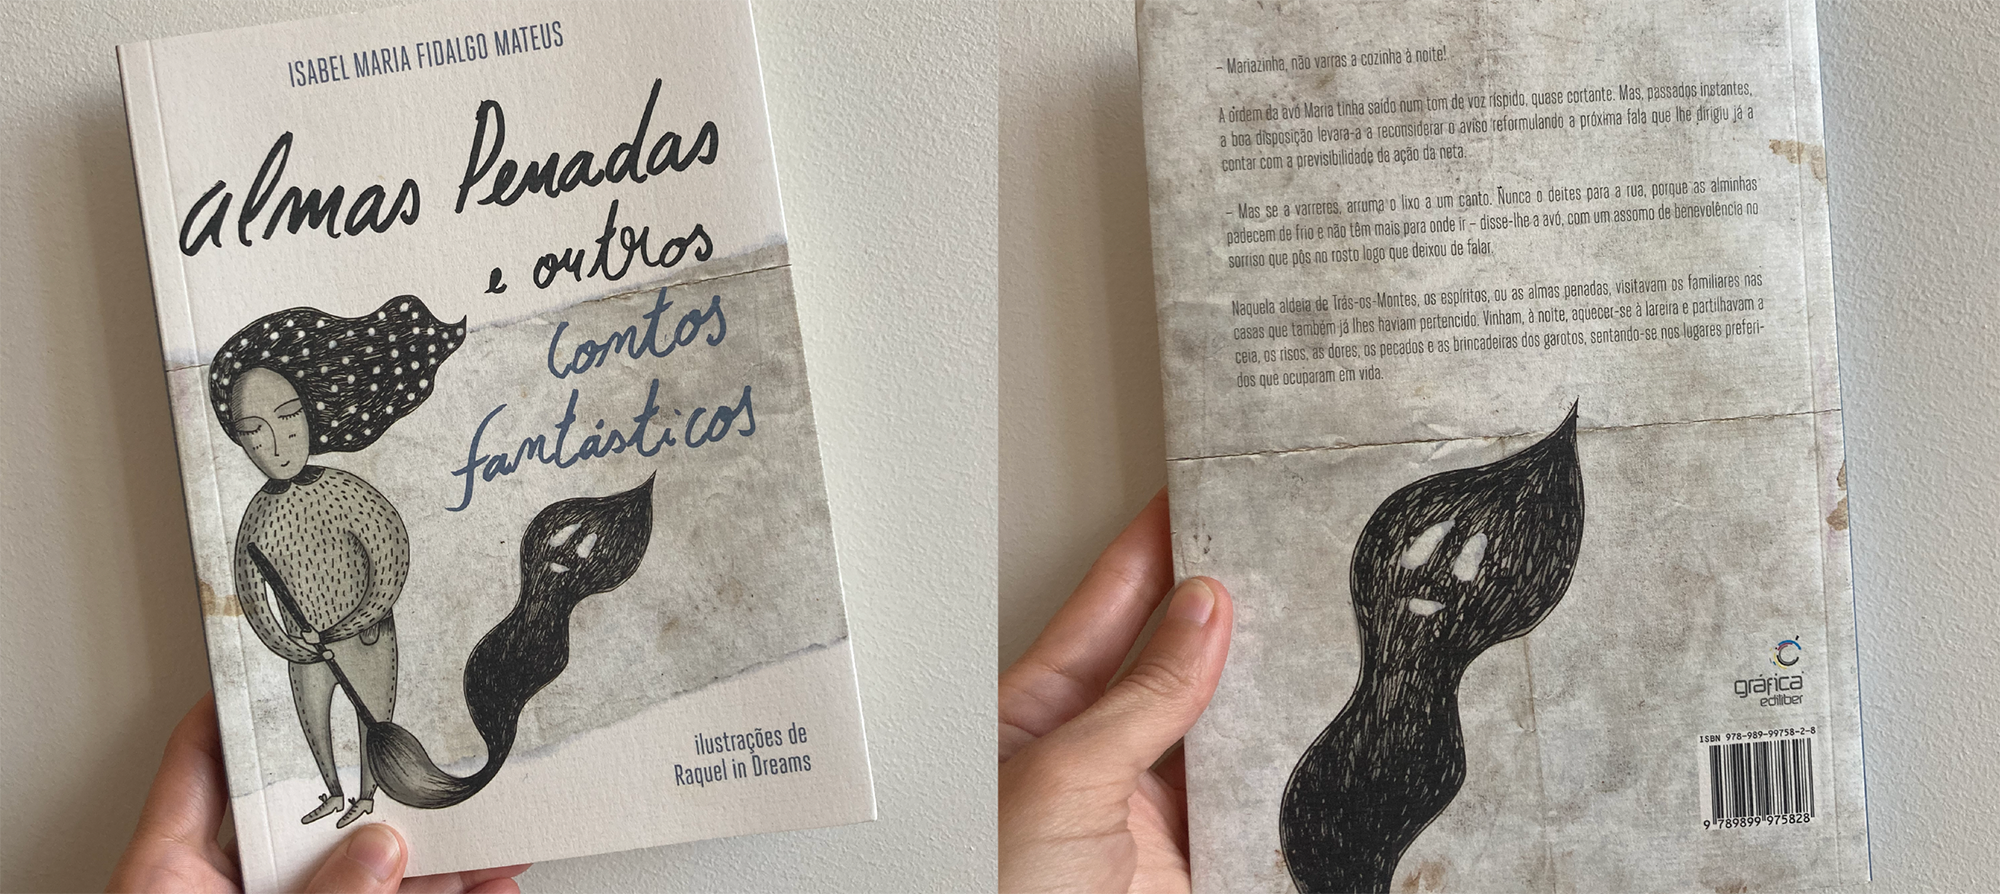 ISABEL MARIA FIDALGO MATEUS
almas Penadas
e outros
contos
fantásticos
ilustrações de
Raquel in Dreams
– Mariazinha, não varras a cozinha à noite!
A ordem da avó Maria tinha saído num tom de voz ríspido, quase cortante. Mas, passados instantes,
a boa disposição levara-a a reconsiderar o aviso reformulando a próxima fala que lhe dirigiu já a
contar com a previsibilidade da ação da neta.
– Mas se a varreres, arruma o lixo a um canto. Nunca o deites para a rua, porque as alminhas
padecem de frio e não têm mais para onde ir – disse-lhe a avó, com um assomo de benevolência no
sorriso que pôs no rosto logo que deixou de falar.
Naquela aldeia de Trás-os-Montes, os espíritos, ou as almas penadas, visitavam os familiares nas
casas que também já lhes haviam pertencido. Vinham, à noite, aquecer-se à lareira e partilhavam a
ceia, os risos, as dores, os pecados e as brincadeiras dos garotos, sentando-se nos lugares preferi-
dos que ocuparam em vida.
gráfica
ediliber
ISBN 978-989-99758-2-8
9 789899 975828